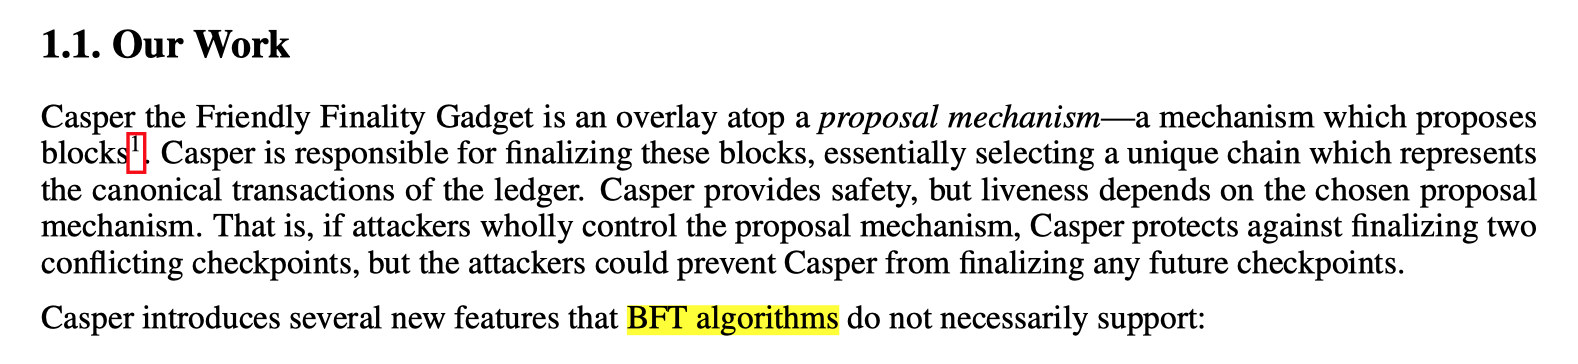 1.1. Our Work
Casper the Friendly Finality Gadget is an overlay atop a proposal mechanism—a mechanism which proposes
blocks¹. Casper is responsible for finalizing these blocks, essentially selecting a unique chain which represents
the canonical transactions of the ledger. Casper provides safety, but liveness depends on the chosen proposal
mechanism. That is, if attackers wholly control the proposal mechanism, Casper protects against finalizing two
conflicting checkpoints, but the attackers could prevent Casper from finalizing any future checkpoints.
Casper introduces several new features that BFT algorithms do not necessarily support: